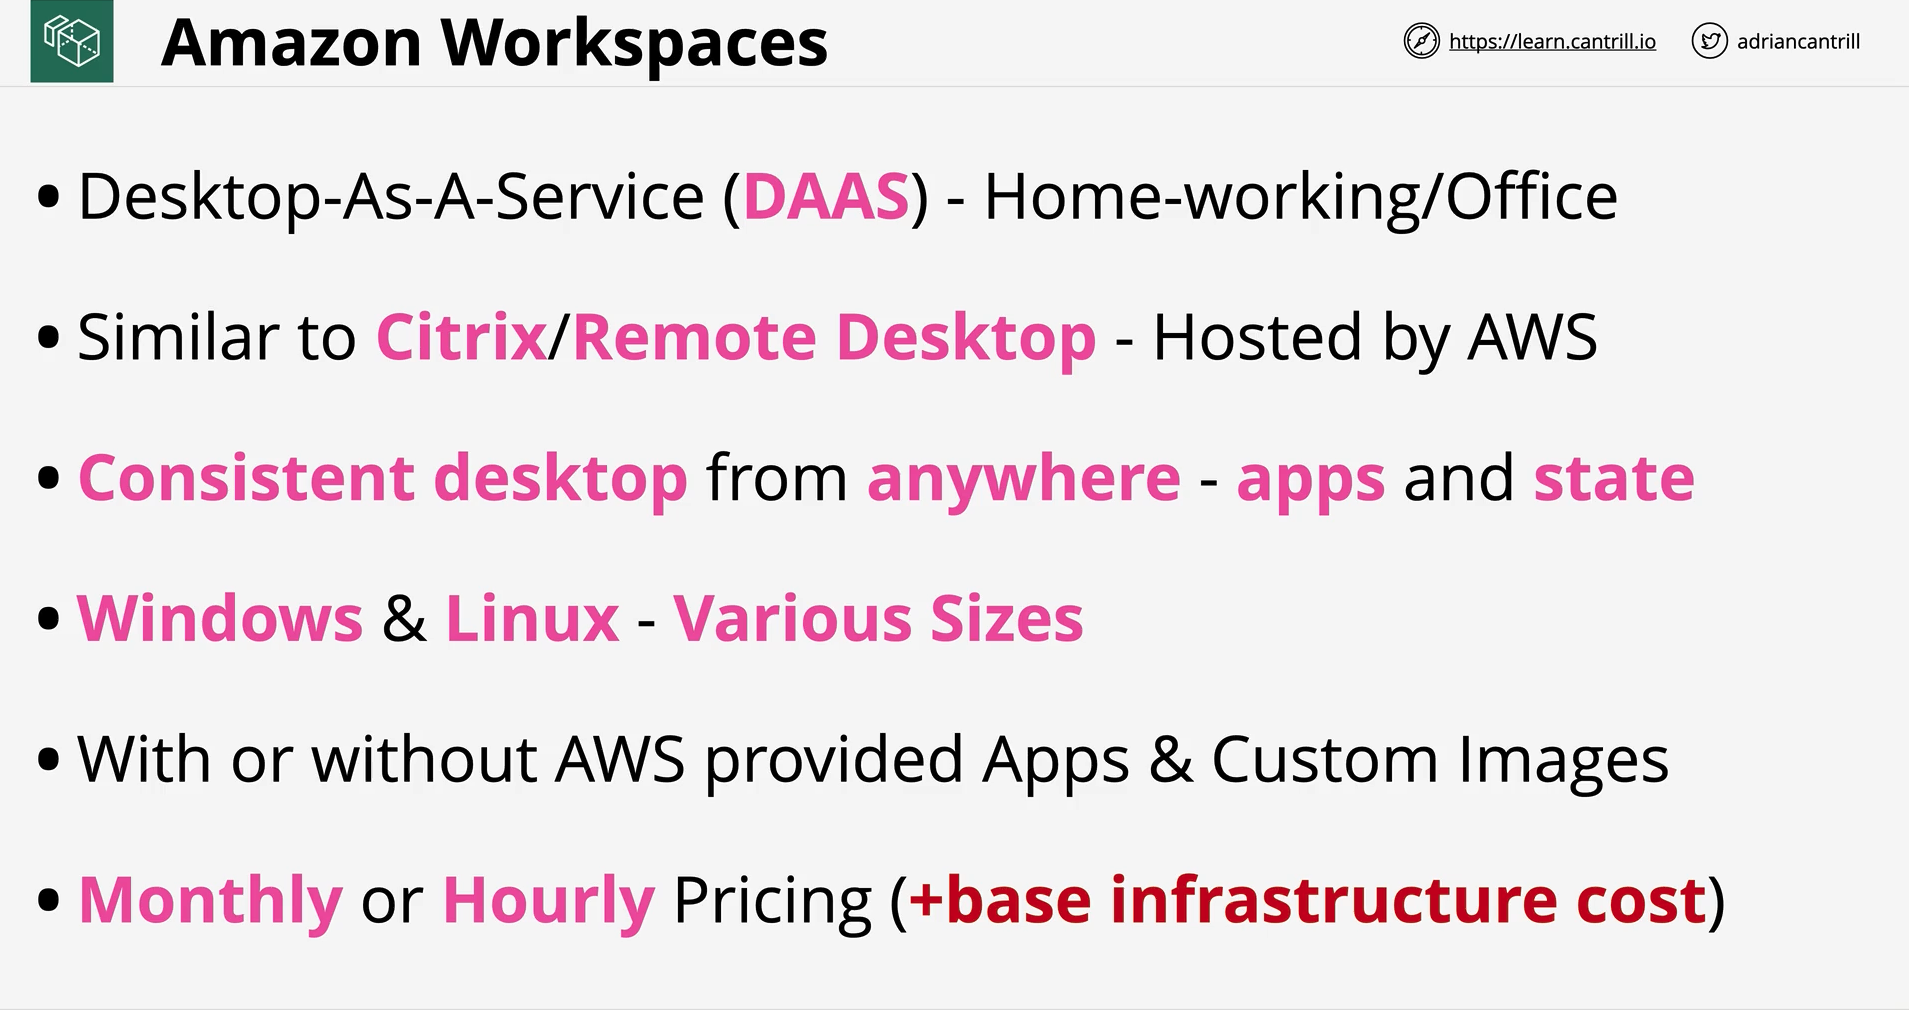 Amazon Workspaces
https://learn.cantrill.io
adriancantrill
• Desktop-As-A-Service (DAAS) - Home-working/Office
• Similar to Citrix/Remote Desktop - Hosted by AWS
• Consistent desktop from anywhere - apps and state
• Windows & Linux - Various Sizes
• With or without AWS provided Apps & Custom Images
• Monthly or Hourly Pricing (+base infrastructure cost)